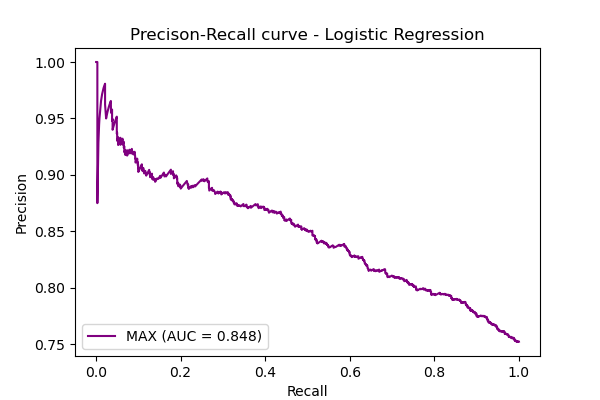 Precison-Recall curve - Logistic Regression
1.00
0.95
0.90
0.85
0.80
0.75
Precision
MAX (AUC = 0.848)
0.0 0.2 0.4 0.6 0.8 1.0
Recall